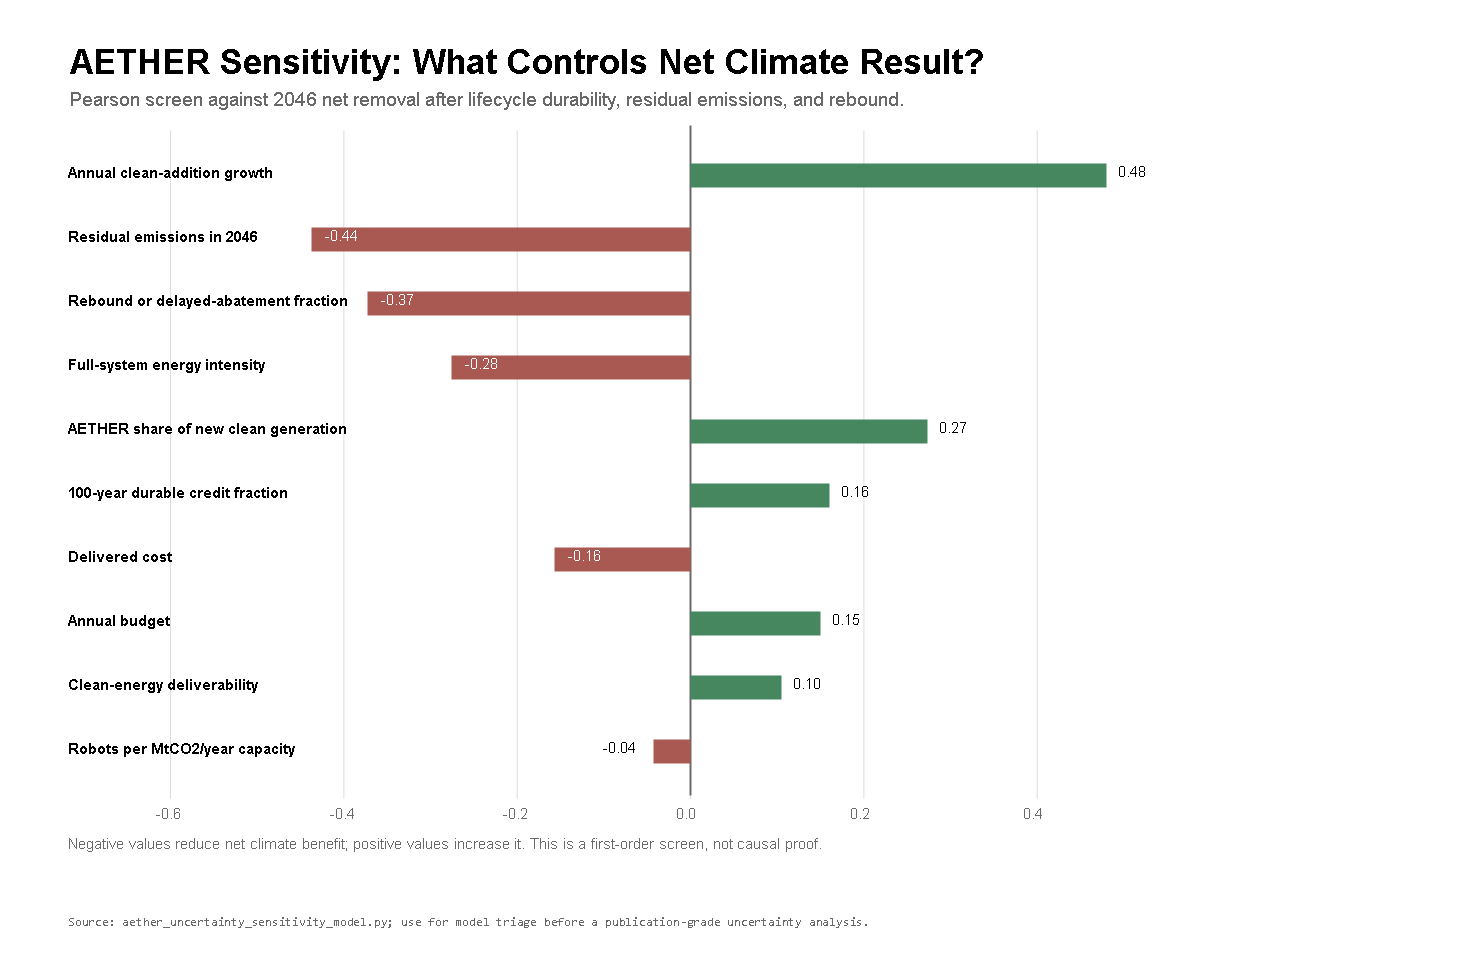 AETHER Sensitivity: What Controls Net Climate Result?
Pearson screen against 2046 net removal after lifecycle durability, residual emissions, and rebound.
Annual clean-addition growth 0.48
Residual emissions in 2046 -0.44
Rebound or delayed-abatement fraction -0.37
Full-system energy intensity -0.28
AETHER share of new clean generation 0.27
100-year durable credit fraction 0.16
Delivered cost -0.16
Annual budget 0.15
Clean-energy deliverability 0.10
Robots per MtCO2/year capacity -0.04
-0.6 -0.4 -0.2 0.0 0.2 0.4
Negative values reduce net climate benefit; positive values increase it. This is a first-order screen, not causal proof.
Source: aether_uncertainty_sensitivity_model.py; use for model triage before a publication-grade uncertainty analysis.